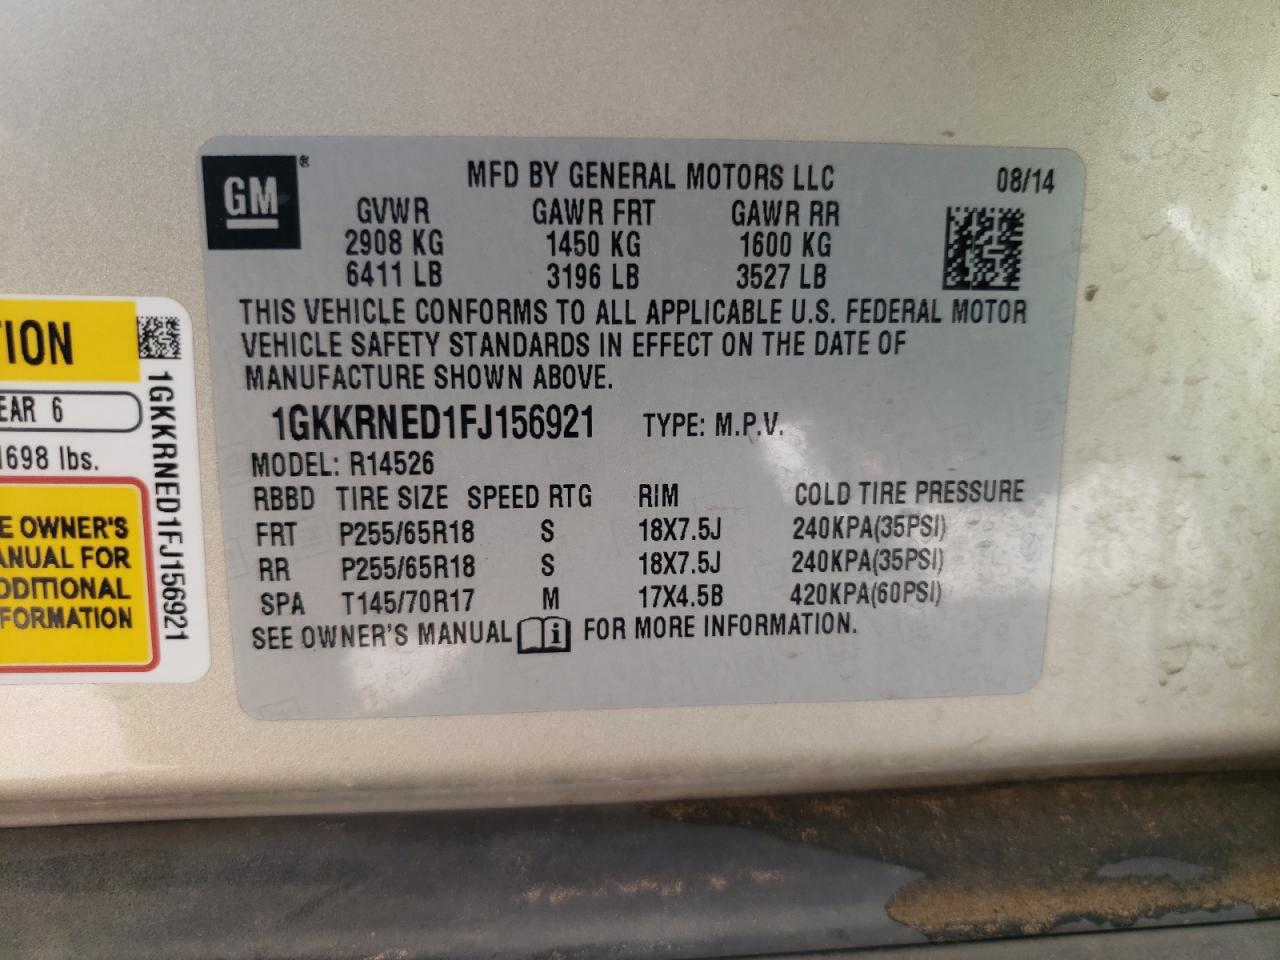 GM®
MFD BY GENERAL MOTORS LLC 08/14
GVWR GAWR FRT GAWR RR
2908 KG 1450 KG 1600 KG
6411 LB 3196 LB 3527 LB
THIS VEHICLE CONFORMS TO ALL APPLICABLE U.S. FEDERAL MOTOR
VEHICLE SAFETY STANDARDS IN EFFECT ON THE DATE OF
MANUFACTURE SHOWN ABOVE.
1GKKRNED1FJ156921 TYPE: M.P.V.
MODEL: R14526
RBBD TIRE SIZE SPEED RTG RIM COLD TIRE PRESSURE
FRT P255/65R18 S 18X7.5J 240KPA(35PSI)
RR P255/65R18 S 18X7.5J 240KPA(35PSI)
SPA T145/70R17 M 17X4.5B 420KPA(60PSI)
SEE OWNER'S MANUAL i FOR MORE INFORMATION.
TION
EAR 6
1698 lbs.
E OWNER'S
ANUAL FOR
DDITIONAL
FORMATION
1GKKRNED1FJ156921